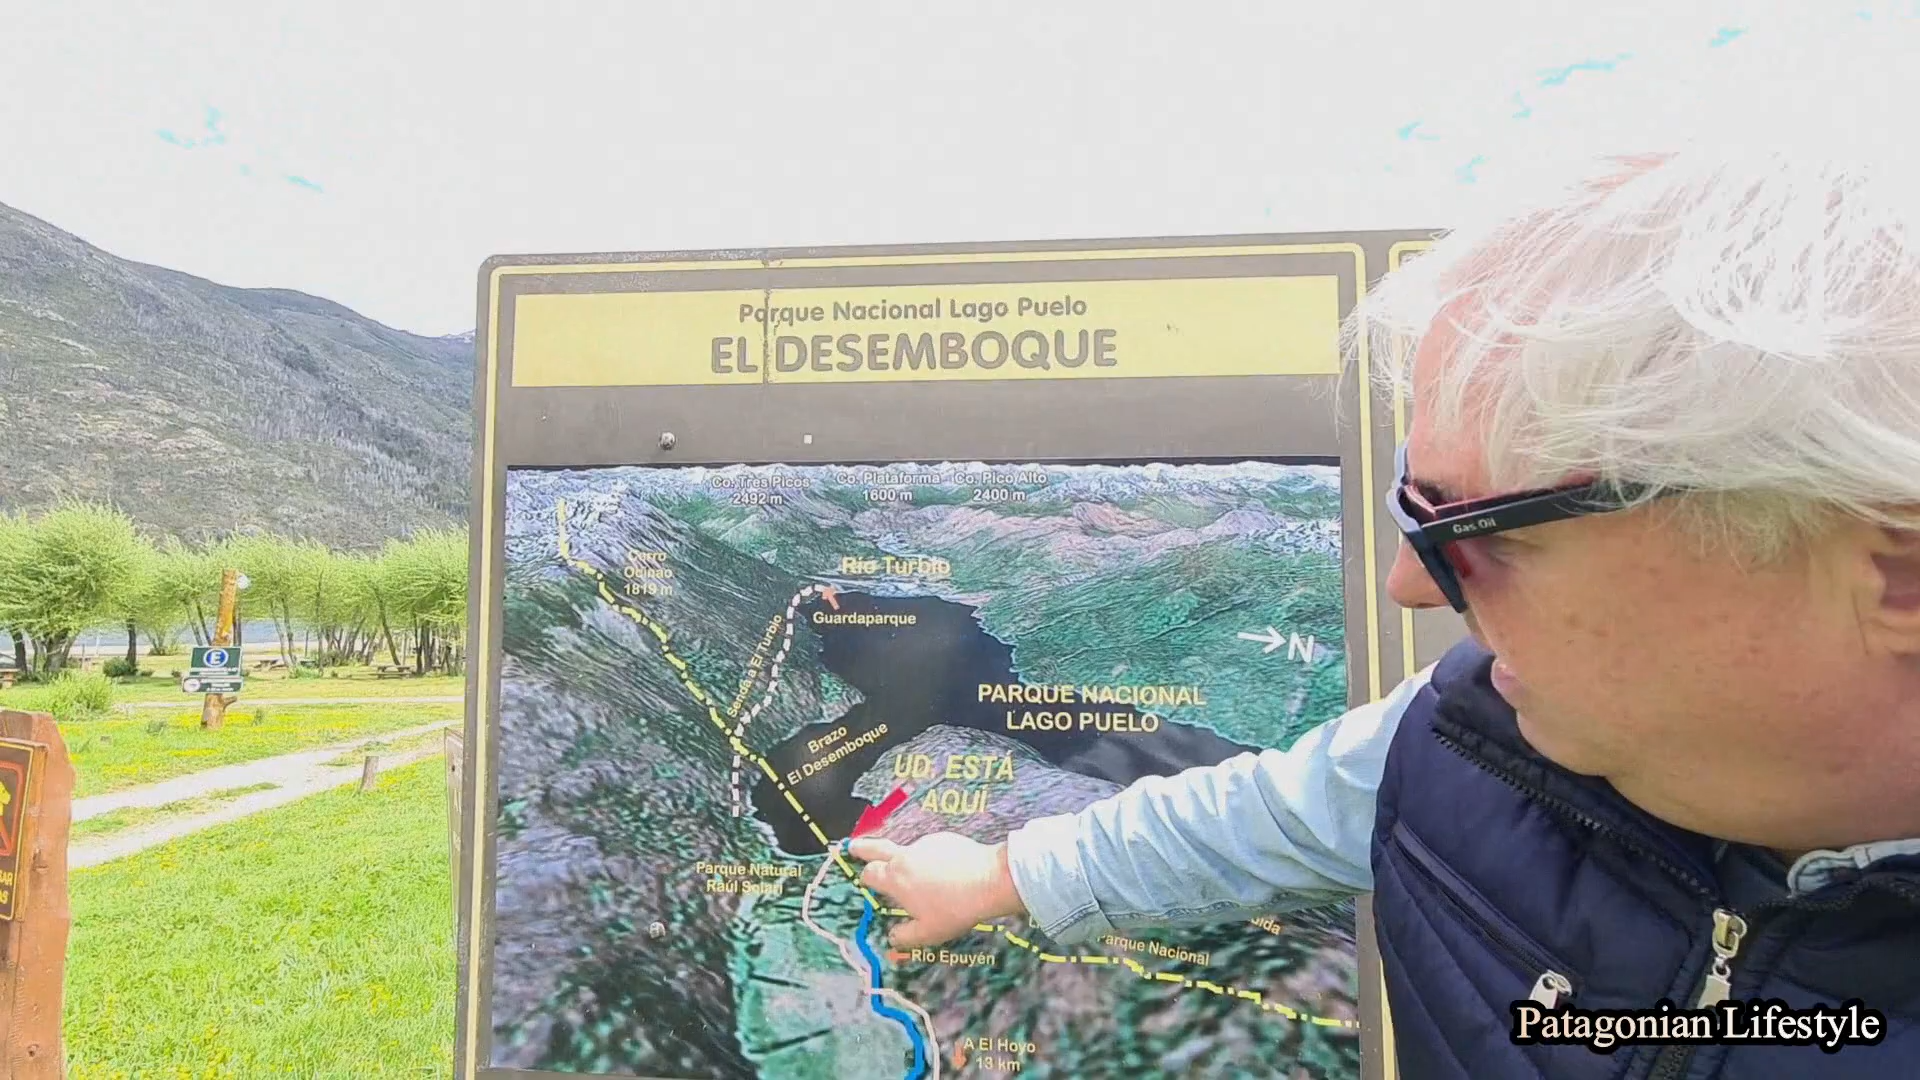 Parque Nacional Lago Puelo
EL DESEMBOQUE
Co. Tres Picos
2492 m
Co. Plataforma
1600 m
Co. Pico Alto
2400 m
Cerro
Ocinao
1819 m
Río Turbio
Guardaparque
Senda a El Turbio
N
PARQUE NACIONAL
LAGO PUELO
Brazo
El Desemboque
UD. ESTÁ
AQUÍ
Parque Natural
Raúl Solari
Parque Nacional
Río Epuyén
A El Hoyo
13 km
Gas Oil
E
Patagonian Lifestyle